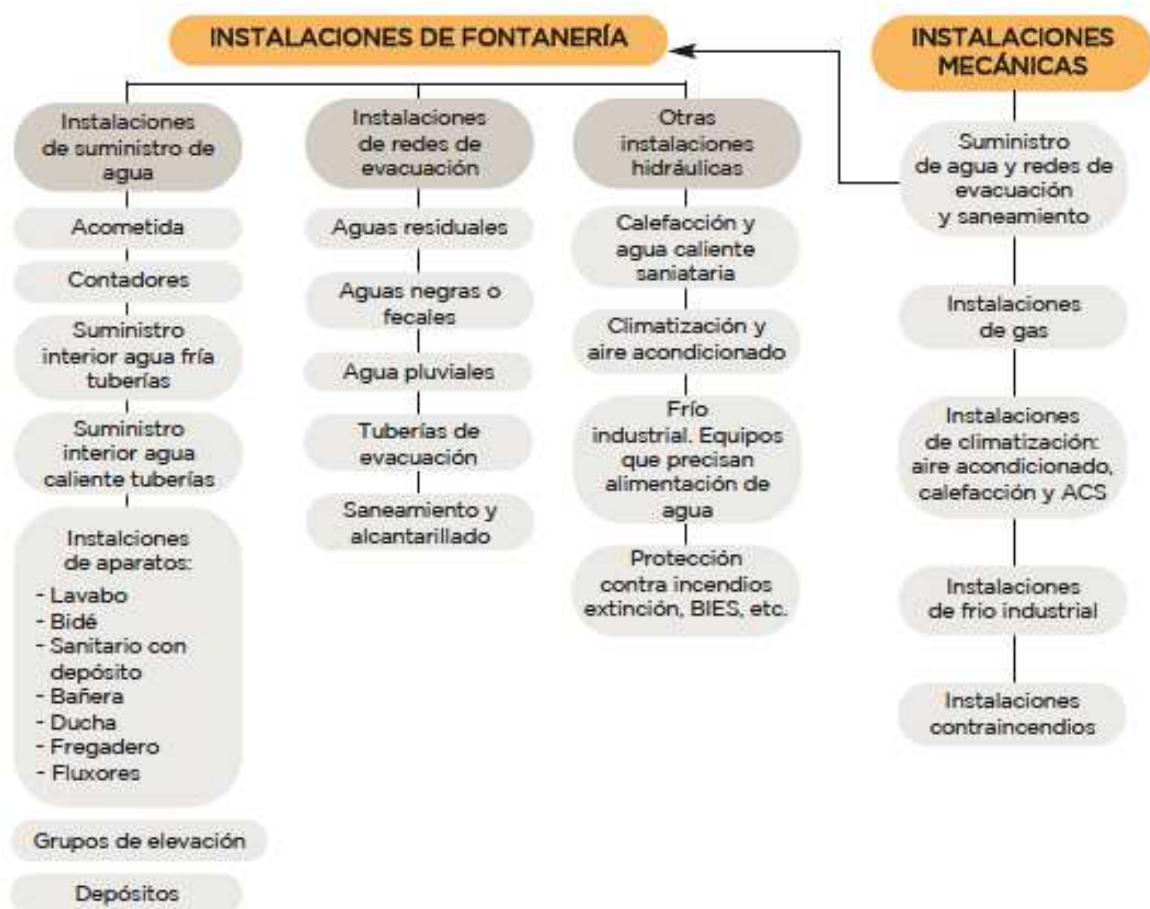 INSTALACIONES DE FONTANERÍA
Instalaciones
de suministro de
agua
Acometida
Contadores
Suministro
interior agua fría
tuberías
Suministro
interior agua
caliente tuberías
Instalciones
de aparatos:
- Lavabo
- Bidé
- Sanitario con
depósito
- Bañera
- Ducha
- Fregadero
- Fluxores
Grupos de elevación
Depósitos
Instalaciones
de redes de
evacuación
Aguas residuales
Aguas negras o
fecales
Agua pluviales
Tuberías de
evacuación
Saneamiento y
alcantarillado
Otras
instalaciones
hidráulicas
Calefacción y
agua caliente
saniataria
Climatización y
aire acondicionado
Frío
industrial. Equipos
que precisan
alimentación de
agua
Protección
contra incendios
extinción, BIES, etc.
INSTALACIONES
MECÁNICAS
Suministro
de agua y redes de
evacuación
y saneamiento
Instalaciones
de gas
Instalaciones
de climatización:
aire acondicionado,
calefacción y ACS
Instalaciones
de frio industrial
Instalaciones
contraincendios